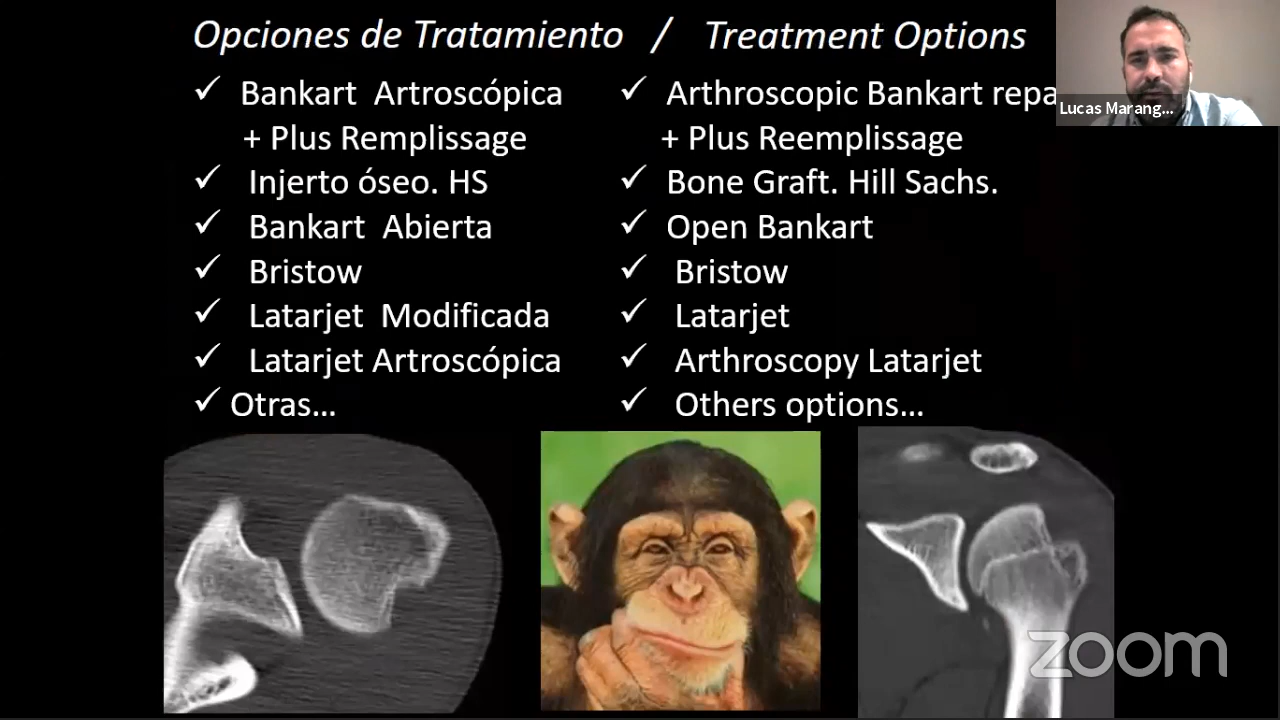 Opciones de Tratamiento / Treatment Options
✓ Bankart Artroscópica
+ Plus Remplissage
✓ Injerto óseo. HS
✓ Bankart Abierta
✓ Bristow
✓ Latarjet Modificada
✓ Latarjet Artroscópica
✓ Otras...
✓ Arthroscopic Bankart repa
+ Plus Reemplissage
✓ Bone Graft. Hill Sachs.
✓ Open Bankart
✓ Bristow
✓ Latarjet
✓ Arthroscopy Latarjet
✓ Others options...
Lucas Marang...
zoom